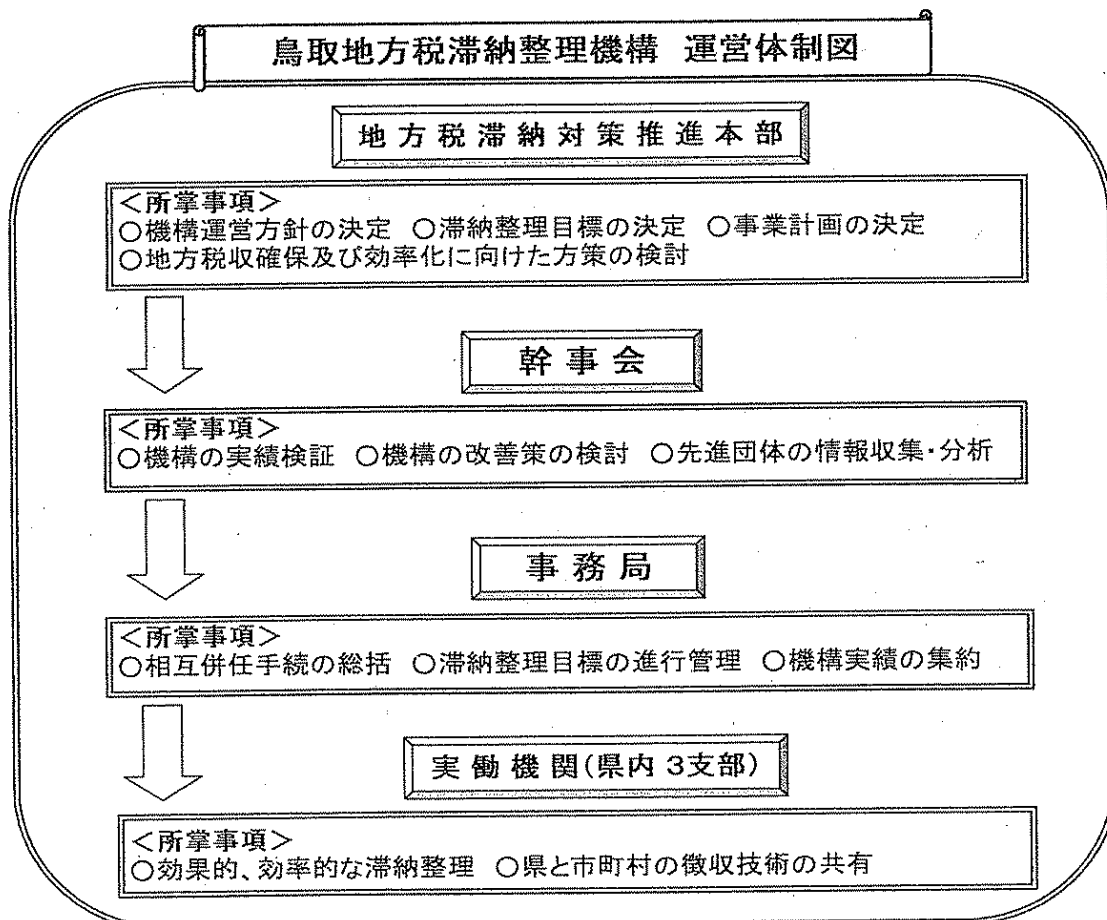 鳥取地方税滞納整理機構 運営体制図
地方税滞納対策推進本部
＜所掌事項＞
○機構運営方針の決定 ○滞納整理目標の決定 ○事業計画の決定
○地方税収確保及び効率化に向けた方策の検討
幹事会
＜所掌事項＞
○機構の実績検証 ○機構の改善策の検討 ○先進団体の情報収集・分析
事務局
＜所掌事項＞
○相互併任手続の総括 ○滞納整理目標の進行管理 ○機構実績の集約
実働機関(県内3支部)
＜所掌事項＞
○効果的、効率的な滞納整理 ○県と市町村の徴収技術の共有